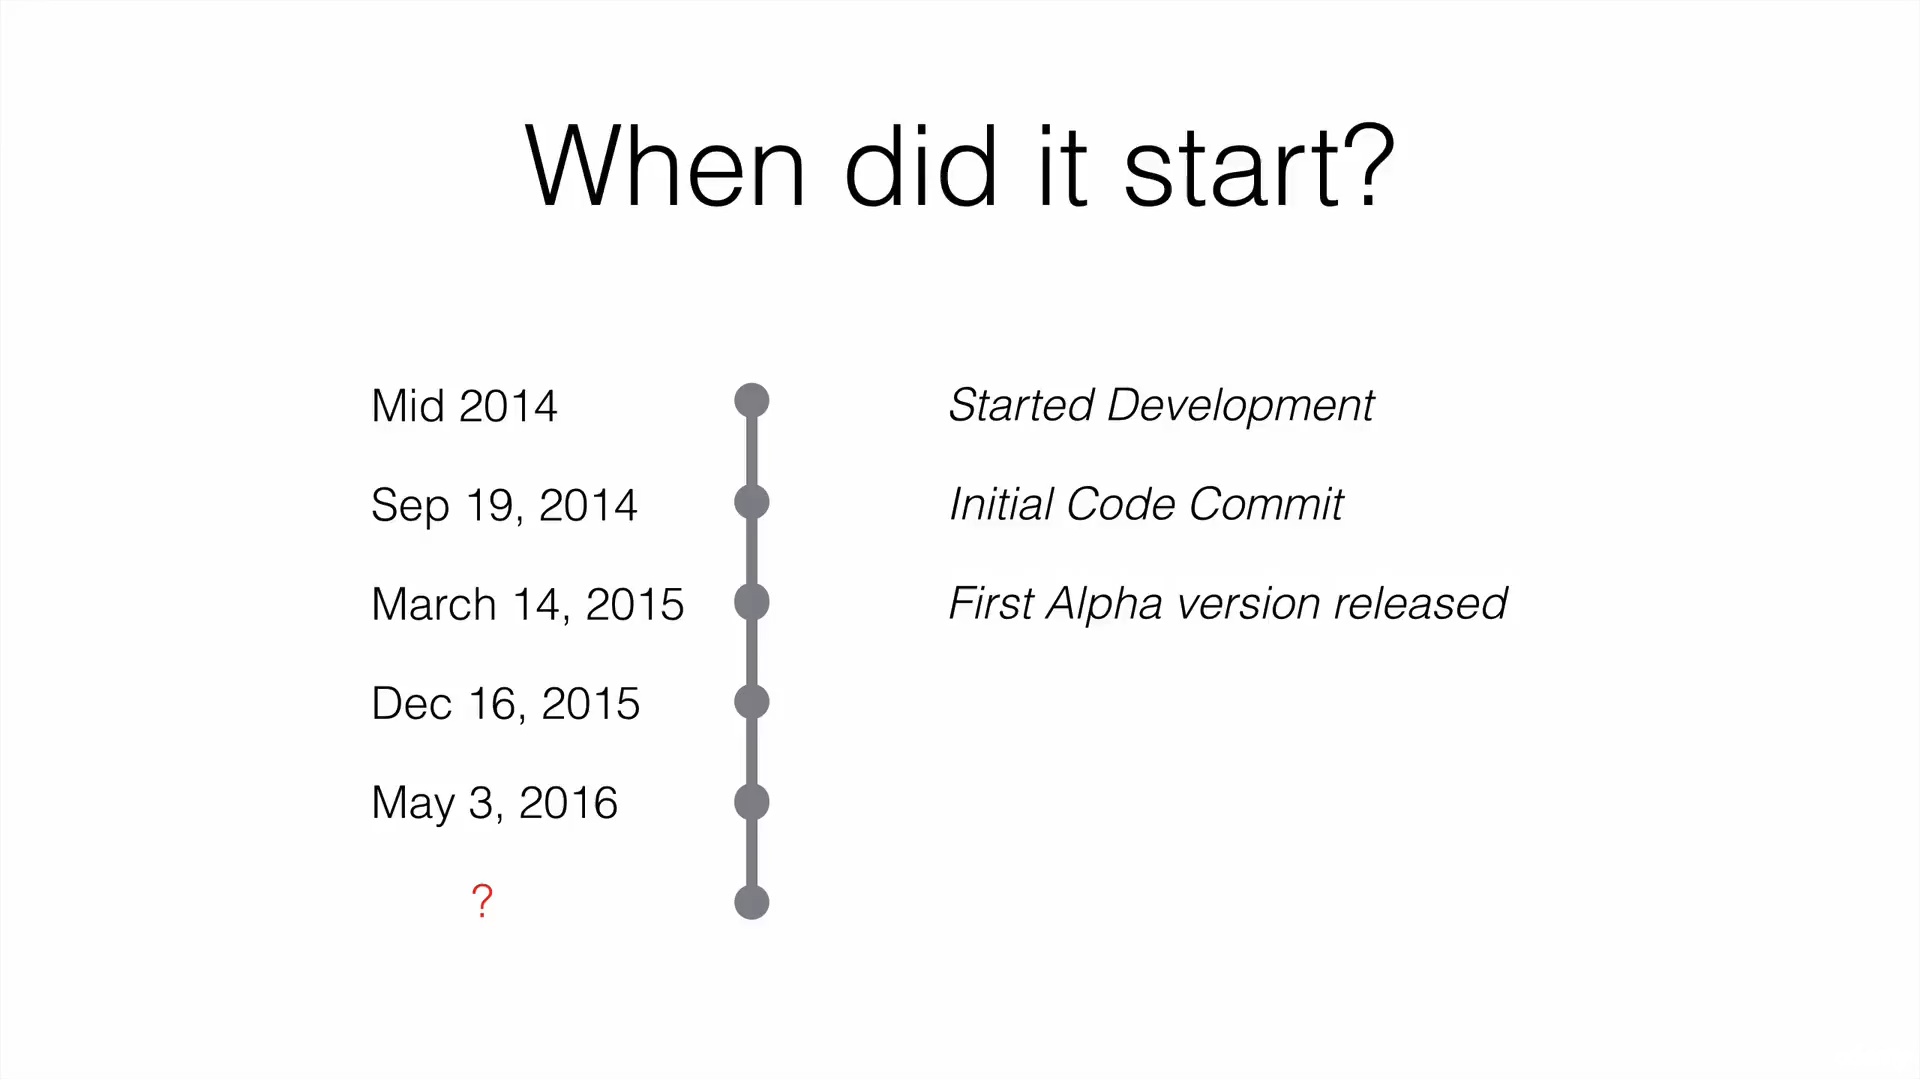 When did it start?
Mid 2014 Started Development
Sep 19, 2014 Initial Code Commit
March 14, 2015 First Alpha version released
Dec 16, 2015
May 3, 2016
?